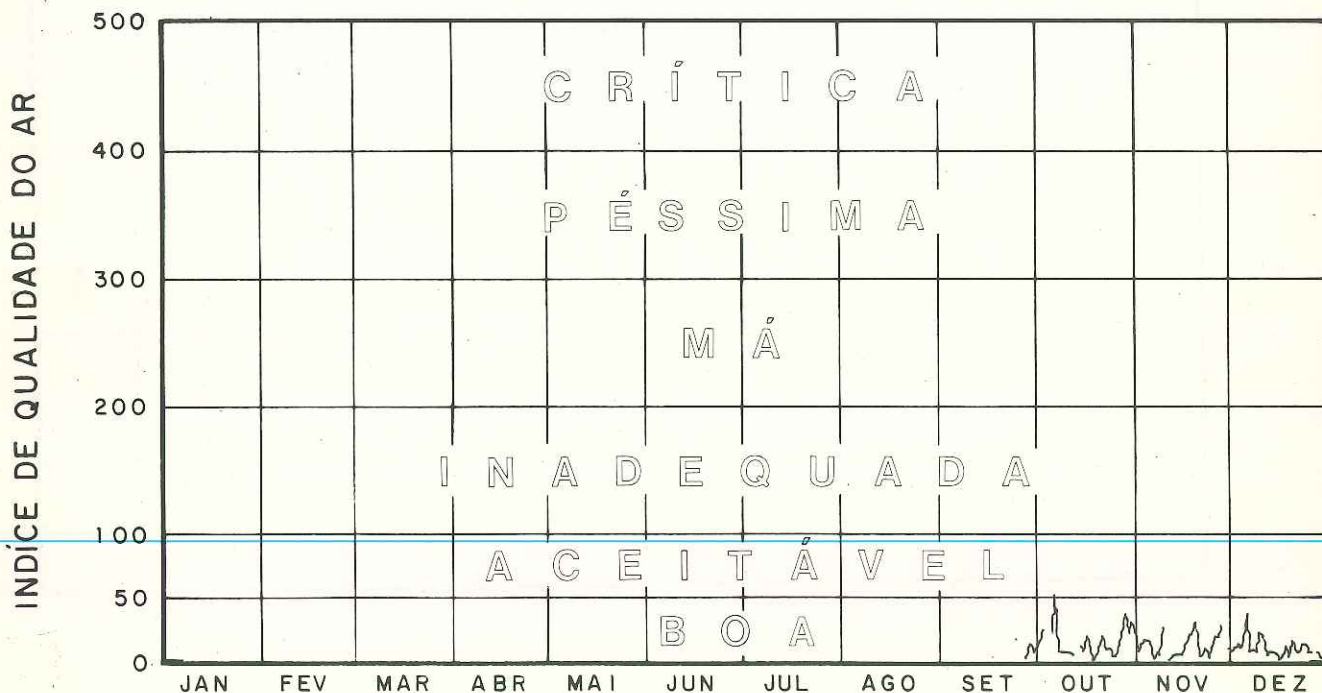 INDÍCE DE QUALIDADE DO AR
500
CRÍTICA
400
PÉSSIMA
300
MÁ
200
INADEQUADA
100
ACEITÁVEL
50
BOA
0
JAN FEV MAR ABR MAI JUN JUL AGO SET OUT NOV DEZ